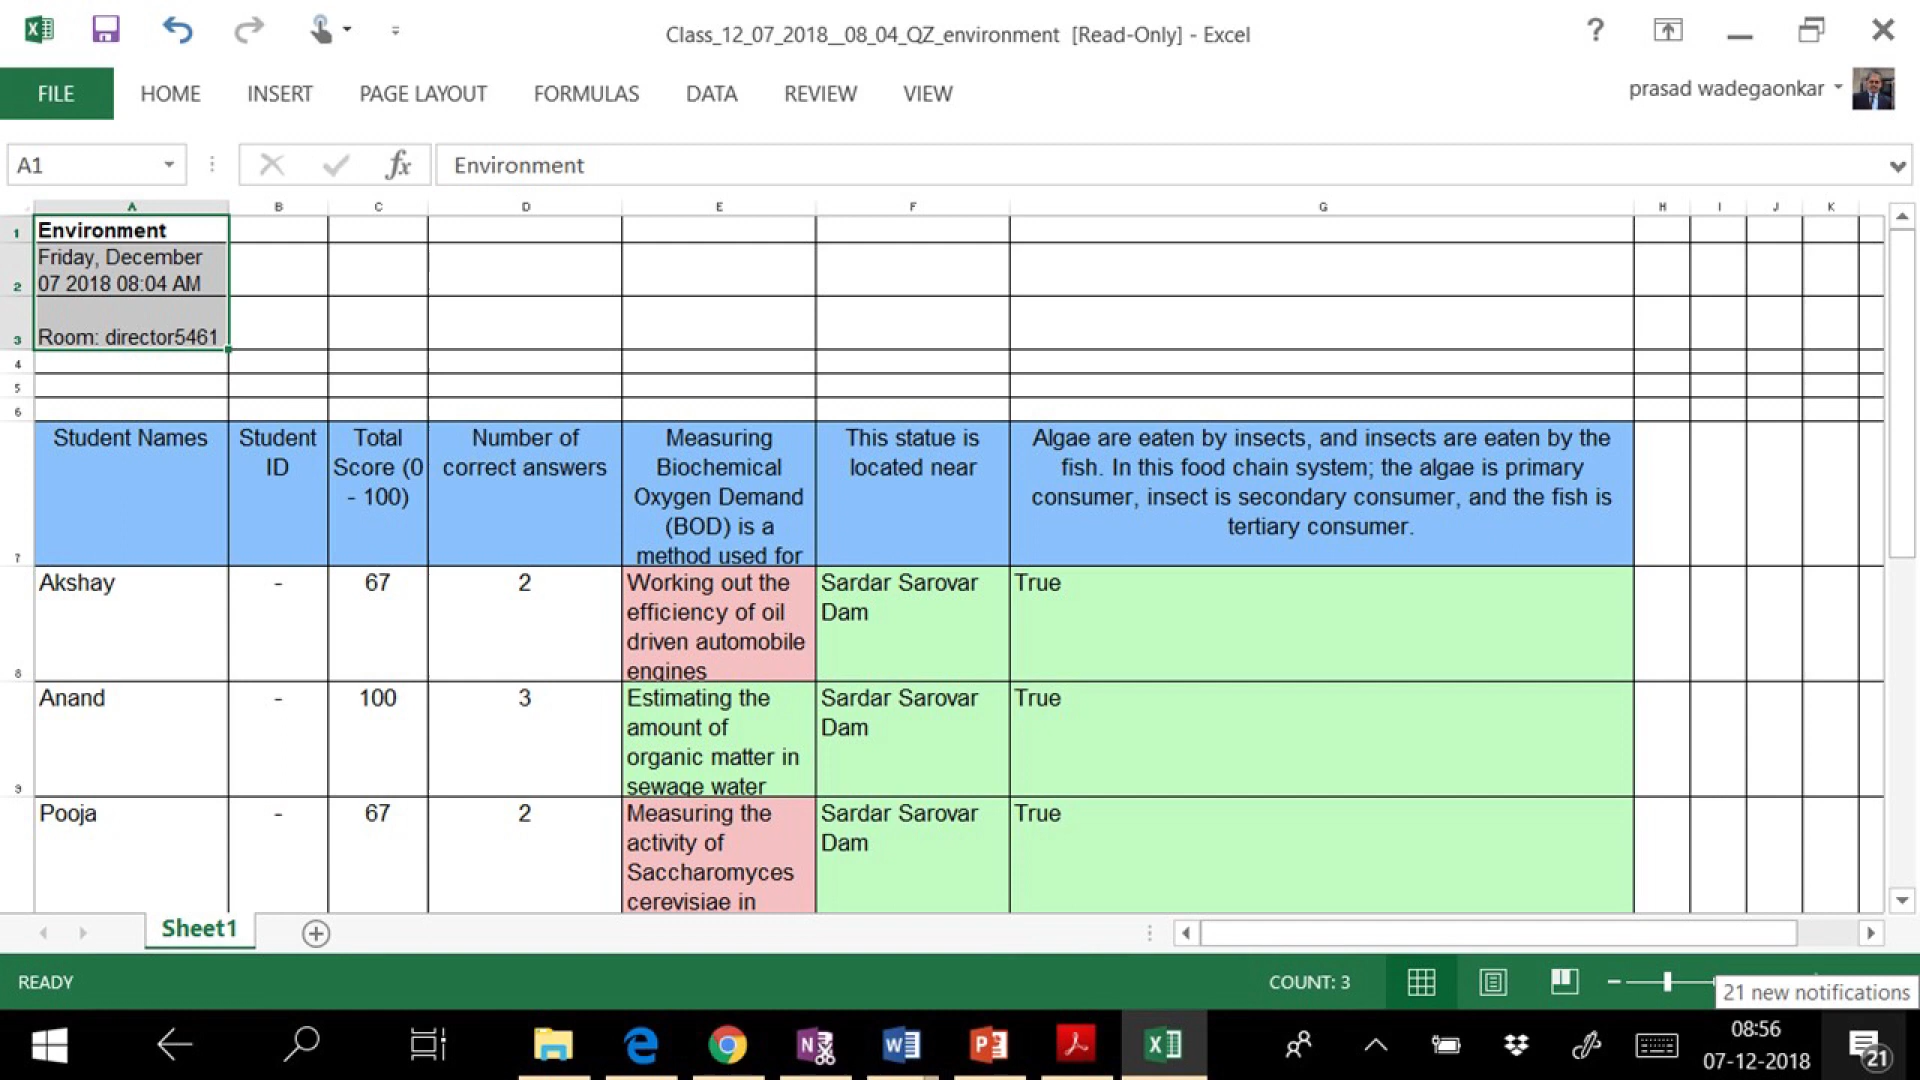 Class_12_07_2018__08_04_QZ_environment [Read-Only] - Excel
FILE HOME INSERT PAGE LAYOUT FORMULAS DATA REVIEW VIEW
prasad wadegaonkar
A1
fx
Environment
A B C D E F G H I J K
1 Environment
Friday, December
2 07 2018 08:04 AM
3 Room: director5461
4
5
6
7
Student Names
Student
ID
Total
Score (0
- 100)
Number of
correct answers
Measuring
Biochemical
Oxygen Demand
(BOD) is a
method used for
This statue is
located near
Algae are eaten by insects, and insects are eaten by the
fish. In this food chain system; the algae is primary
consumer, insect is secondary consumer, and the fish is
tertiary consumer.
8
Akshay
-
67
2
Working out the
efficiency of oil
driven automobile
engines
Sardar Sarovar
Dam
True
9
Anand
-
100
3
Estimating the
amount of
organic matter in
sewage water
Sardar Sarovar
Dam
True
Pooja
-
67
2
Measuring the
activity of
Saccharomyces
cerevisiae in
Sardar Sarovar
Dam
True
Sheet1
READY
COUNT: 3
21 new notifications
08:56
07-12-2018
21